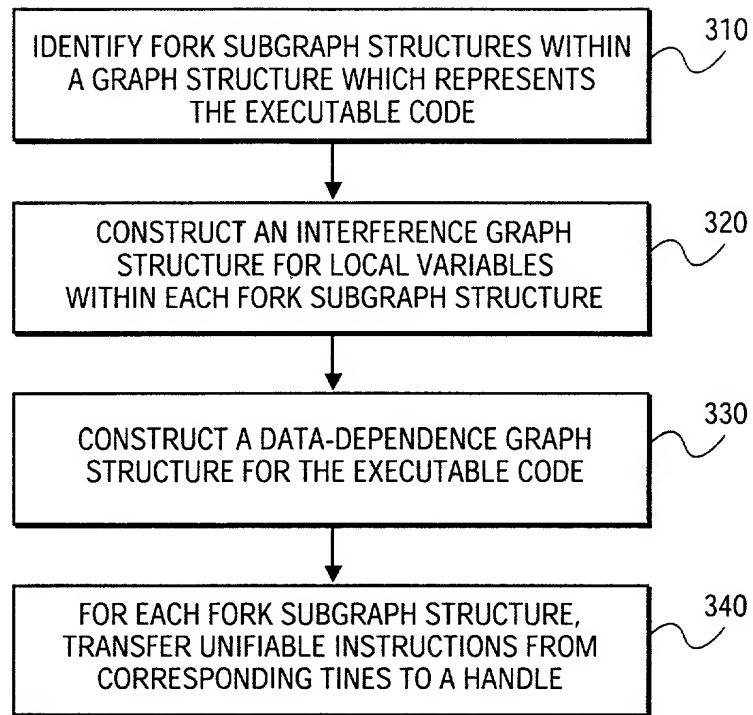 IDENTIFY FORK SUBGRAPH STRUCTURES WITHIN
A GRAPH STRUCTURE WHICH REPRESENTS
THE EXECUTABLE CODE
310
CONSTRUCT AN INTERFERENCE GRAPH
STRUCTURE FOR LOCAL VARIABLES
WITHIN EACH FORK SUBGRAPH STRUCTURE
320
CONSTRUCT A DATA-DEPENDENCE GRAPH
STRUCTURE FOR THE EXECUTABLE CODE
330
FOR EACH FORK SUBGRAPH STRUCTURE,
TRANSFER UNIFIABLE INSTRUCTIONS FROM
CORRESPONDING TINES TO A HANDLE
340